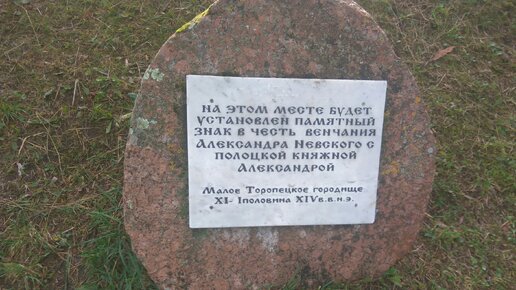 На этом месте будет
установлен памятный
знак в честь венчания
Александра Невского с
полоцкой княжной
Александрой
Малое Торопецкое городище
XI- Iполовина XIVв.в.н.э.